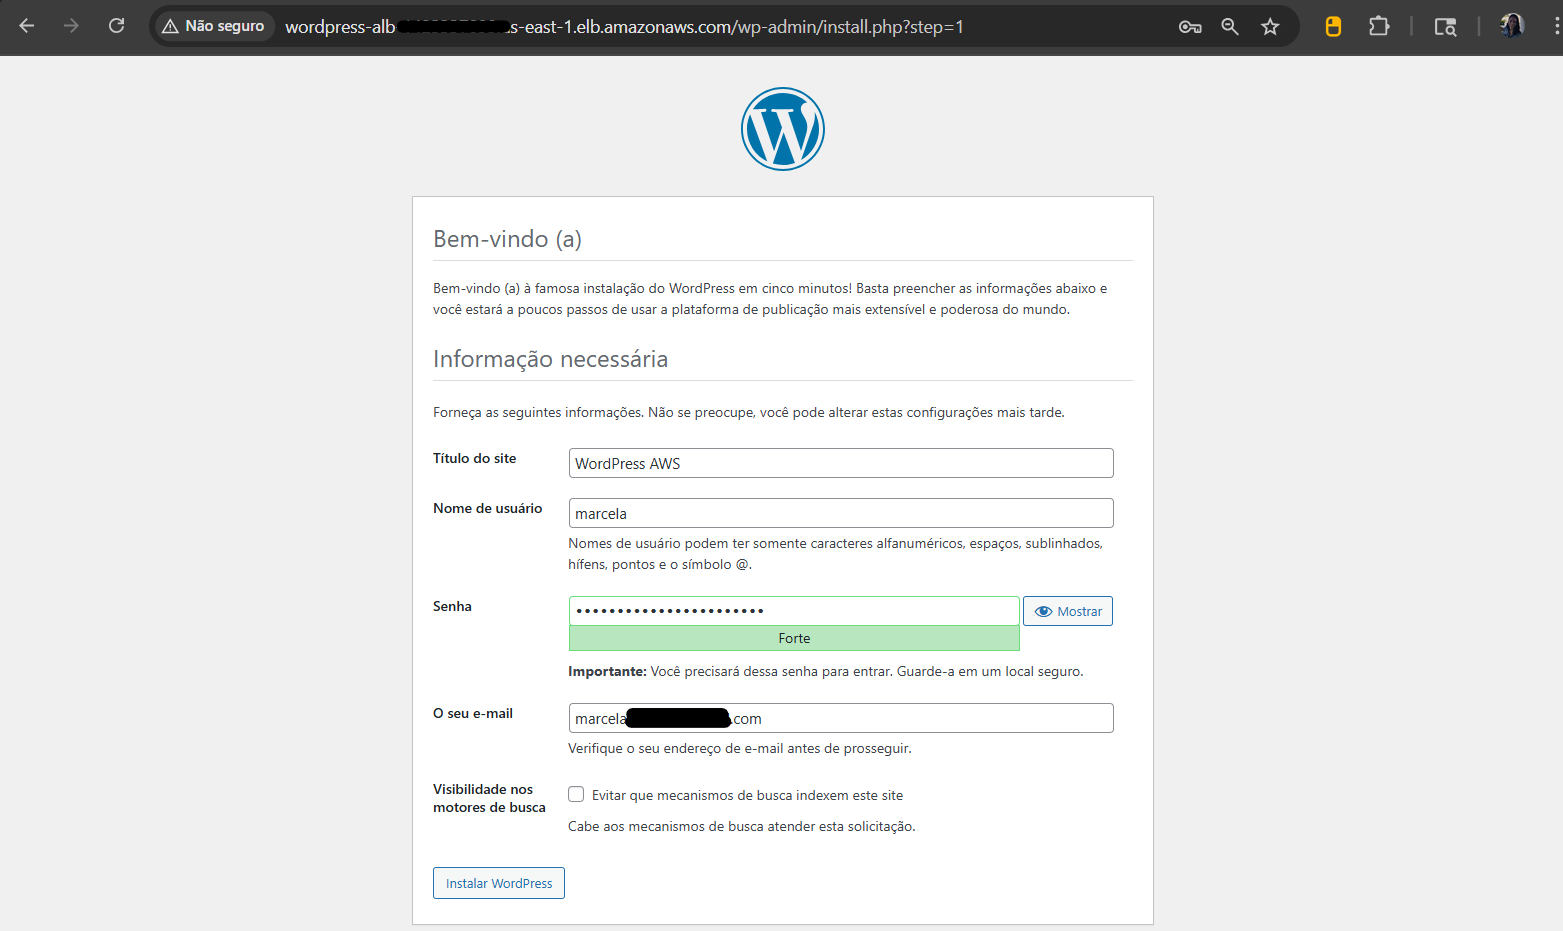 Não seguro wordpress-alb s-east-1.elb.amazonaws.com/wp-admin/install.php?step=1
Bem-vindo (a)
Bem-vindo (a) à famosa instalação do WordPress em cinco minutos! Basta preencher as informações abaixo e
você estará a poucos passos de usar a plataforma de publicação mais extensível e poderosa do mundo.
Informação necessária
Forneça as seguintes informações. Não se preocupe, você pode alterar estas configurações mais tarde.
Título do site
WordPress AWS
Nome de usuário
marcela
Nomes de usuário podem ter somente caracteres alfanuméricos, espaços, sublinhados,
hífens, pontos e o símbolo @.
Senha
Mostrar
Forte
Importante: Você precisará dessa senha para entrar. Guarde-a em um local seguro.
O seu e-mail
marcela .com
Verifique o seu endereço de e-mail antes de prosseguir.
Visibilidade nos
motores de busca
Evitar que mecanismos de busca indexem este site
Cabe aos mecanismos de busca atender esta solicitação.
Instalar WordPress